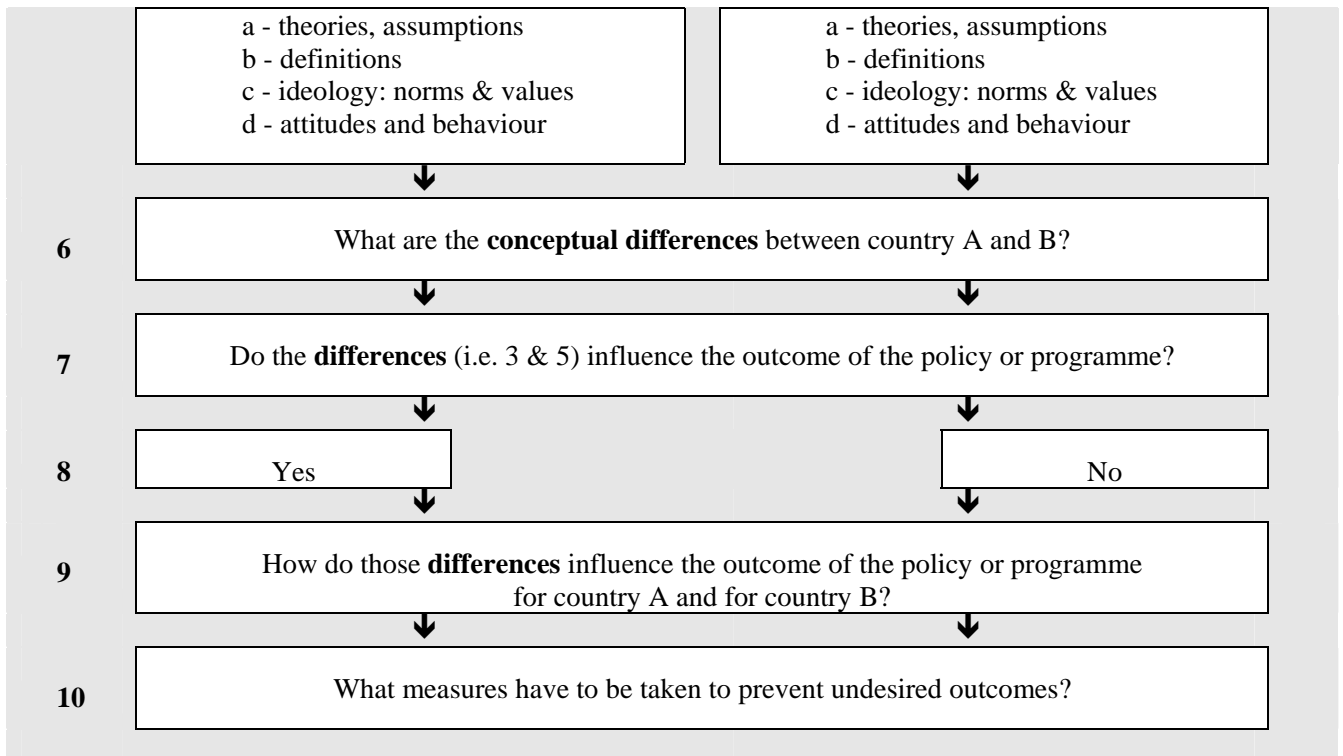 a - theories, assumptions
b - definitions
c - ideology: norms & values
d - attitudes and behaviour
a - theories, assumptions
b - definitions
c - ideology: norms & values
d - attitudes and behaviour
6
What are the conceptual differences between country A and B?
7
Do the differences (i.e. 3 & 5) influence the outcome of the policy or programme?
8
Yes
No
9
How do those differences influence the outcome of the policy or programme
for country A and for country B?
10
What measures have to be taken to prevent undesired outcomes?